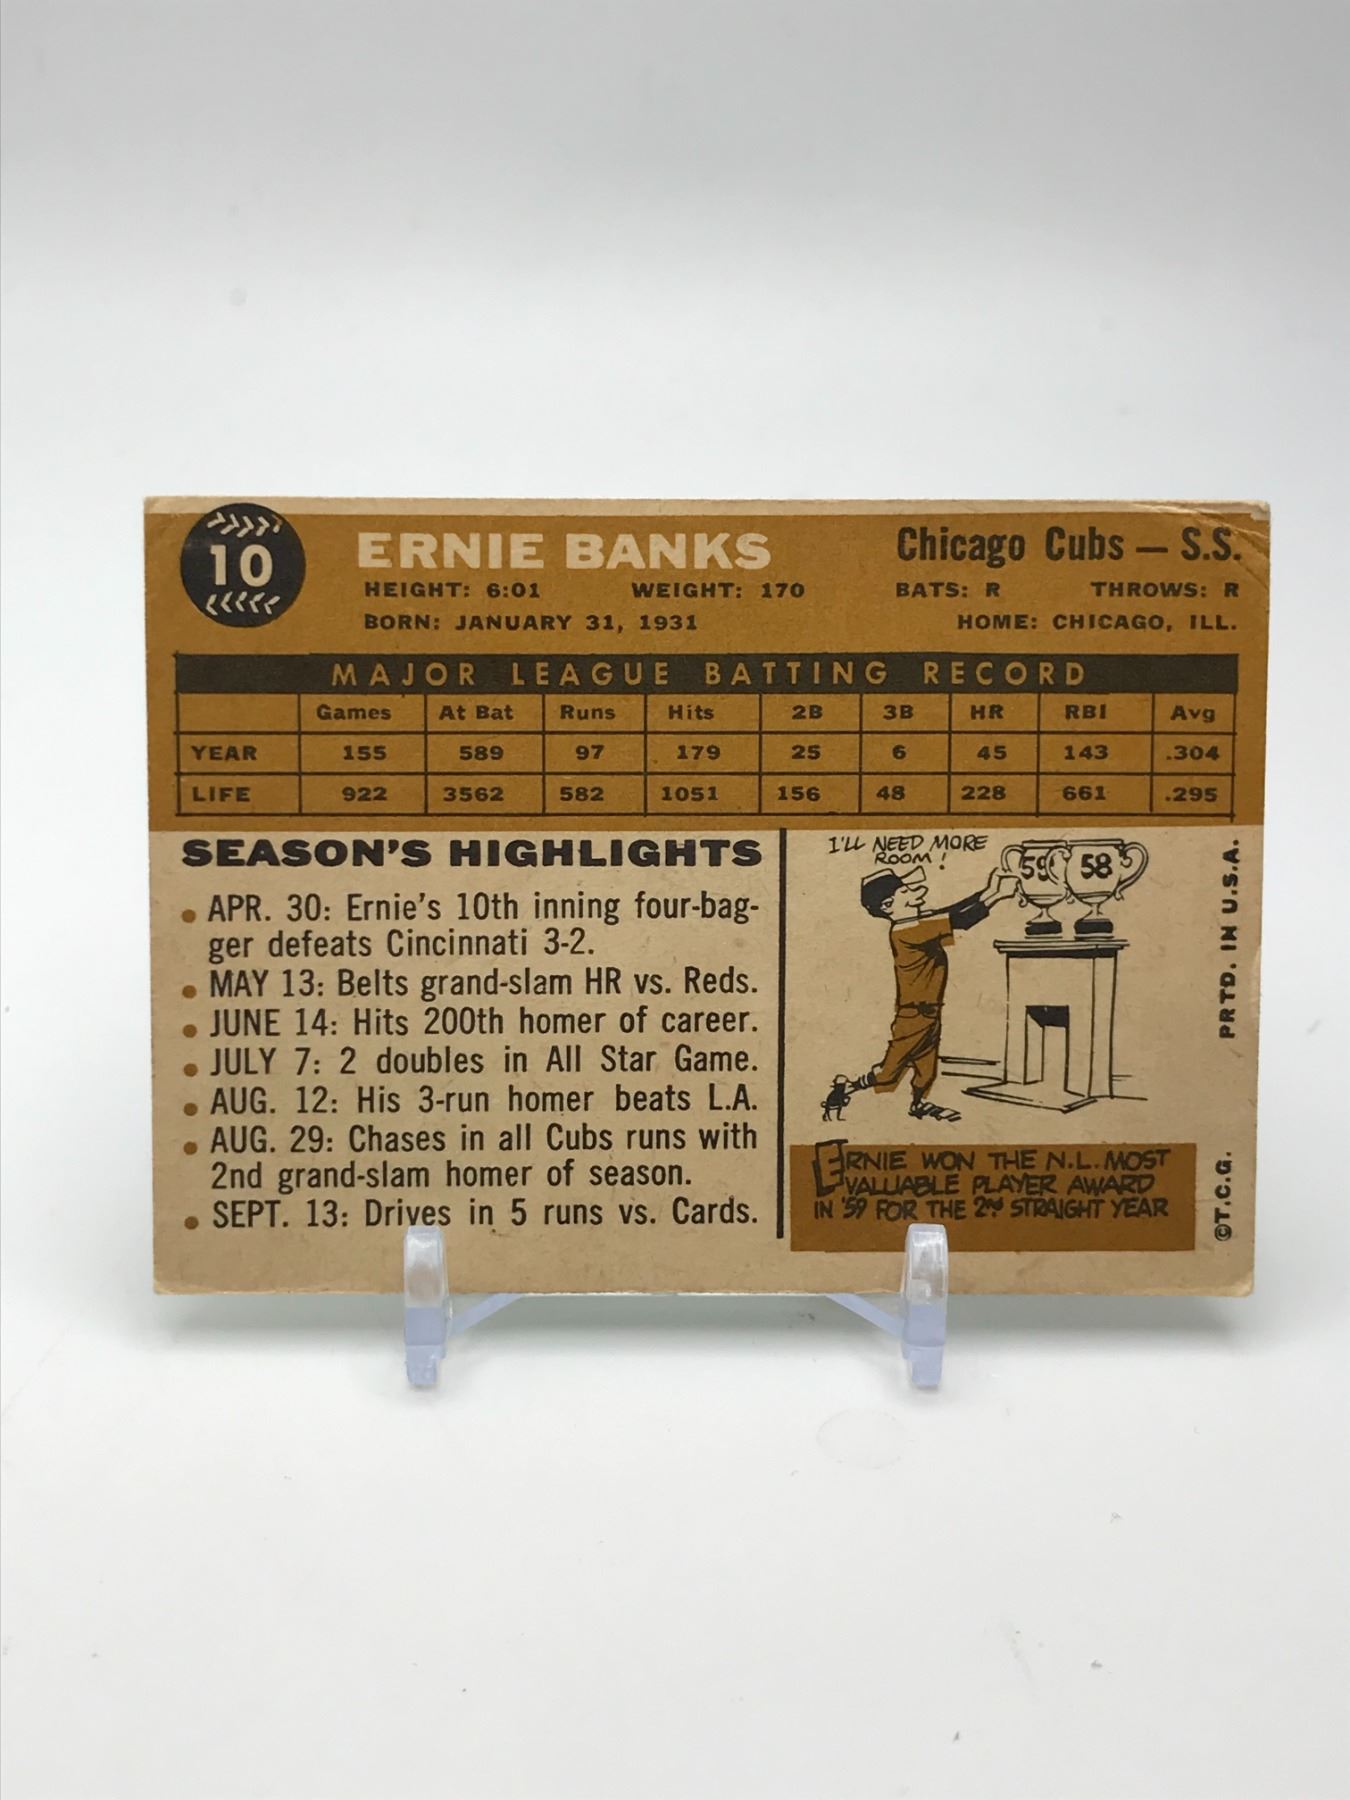 10
ERNIE BANKS
Chicago Cubs — S.S.
HEIGHT: 6:01 WEIGHT: 170 BATS: R THROWS: R
BORN: JANUARY 31, 1931 HOME: CHICAGO, ILL.
MAJOR LEAGUE BATTING RECORD
Games At Bat Runs Hits 2B 3B HR RBI Avg
YEAR 155 589 97 179 25 6 45 143 .304
LIFE 922 3562 582 1051 156 48 228 661 .295
SEASON'S HIGHLIGHTS
• APR. 30: Ernie's 10th inning four-bag-
ger defeats Cincinnati 3-2.
• MAY 13: Belts grand-slam HR vs. Reds.
• JUNE 14: Hits 200th homer of career.
• JULY 7: 2 doubles in All Star Game.
• AUG. 12: His 3-run homer beats L.A.
• AUG. 29: Chases in all Cubs runs with
2nd grand-slam homer of season.
• SEPT. 13: Drives in 5 runs vs. Cards.
I'LL NEED MORE
ROOM!
59 58
ERNIE WON THE N.L. MOST
VALUABLE PLAYER AWARD
IN '59 FOR THE 2nd STRAIGHT YEAR
©T.C.G. PRTD. IN U.S.A.